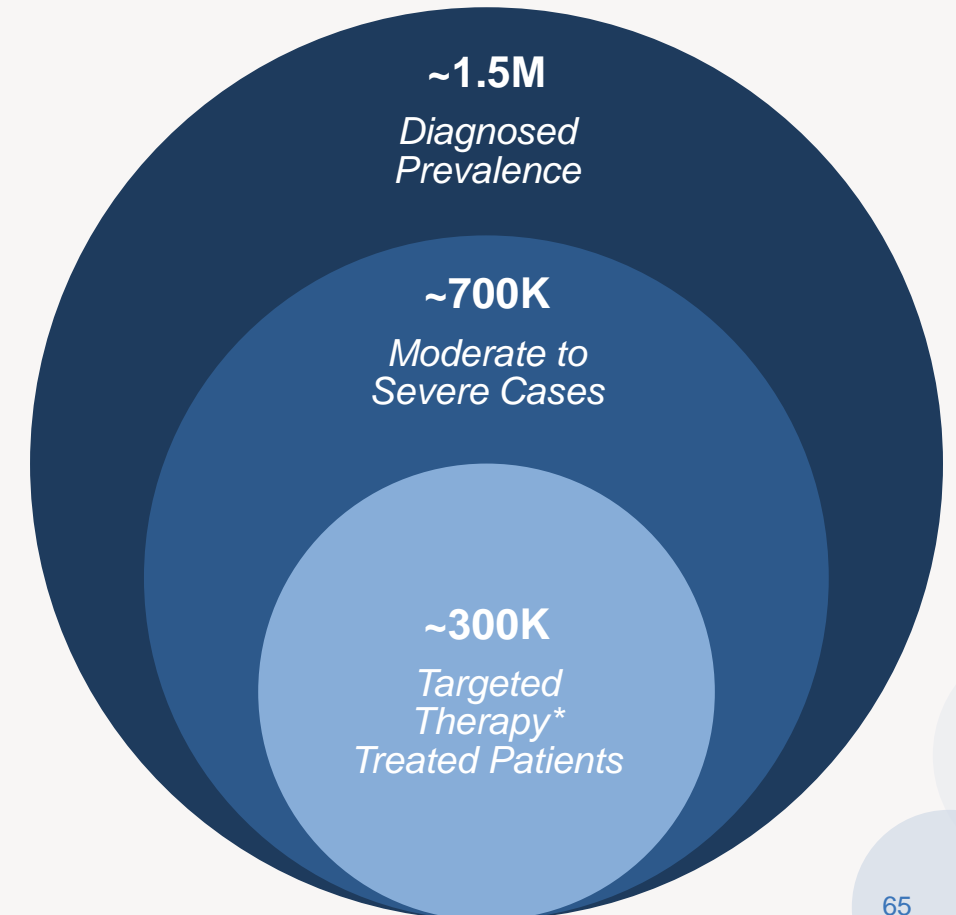 ~1.5M
Diagnosed
Prevalence
~700K
Moderate to
Severe Cases
~300K
Targeted
Therapy*
Treated Patients
65